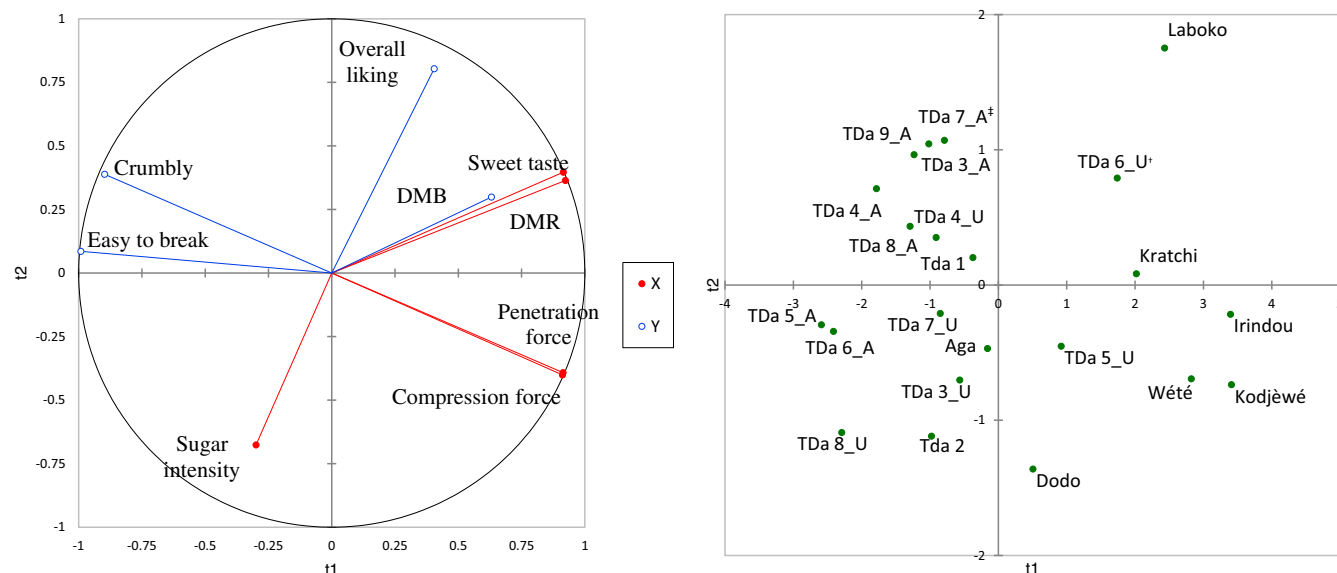 1
0.75
0.5
0.25
0
-0.25
-0.5
-0.75
-1
t2
-1
-0.75
-0.5
-0.25
0
0.25
0.5
0.75
1
t1
Overall
liking
Crumbly
Sweet taste
DMB
DMR
Easy to break
Penetration
force
Compression force
Sugar
intensity
X
Y
2
1
0
-1
-2
t2
-4
-3
-2
-1
0
1
2
3
4
t1
Laboko
TDa 7_A‡
TDa 9_A
TDa 3_A
TDa 6_U†
TDa 4_A
TDa 4_U
TDa 8_A
Tda 1
Kratchi
TDa 5_A
TDa 6_A
TDa 7_U
Aga
Irindou
TDa 5_U
TDa 3_U
Wété
Kodjèwé
TDa 8_U
Tda 2
Dodo